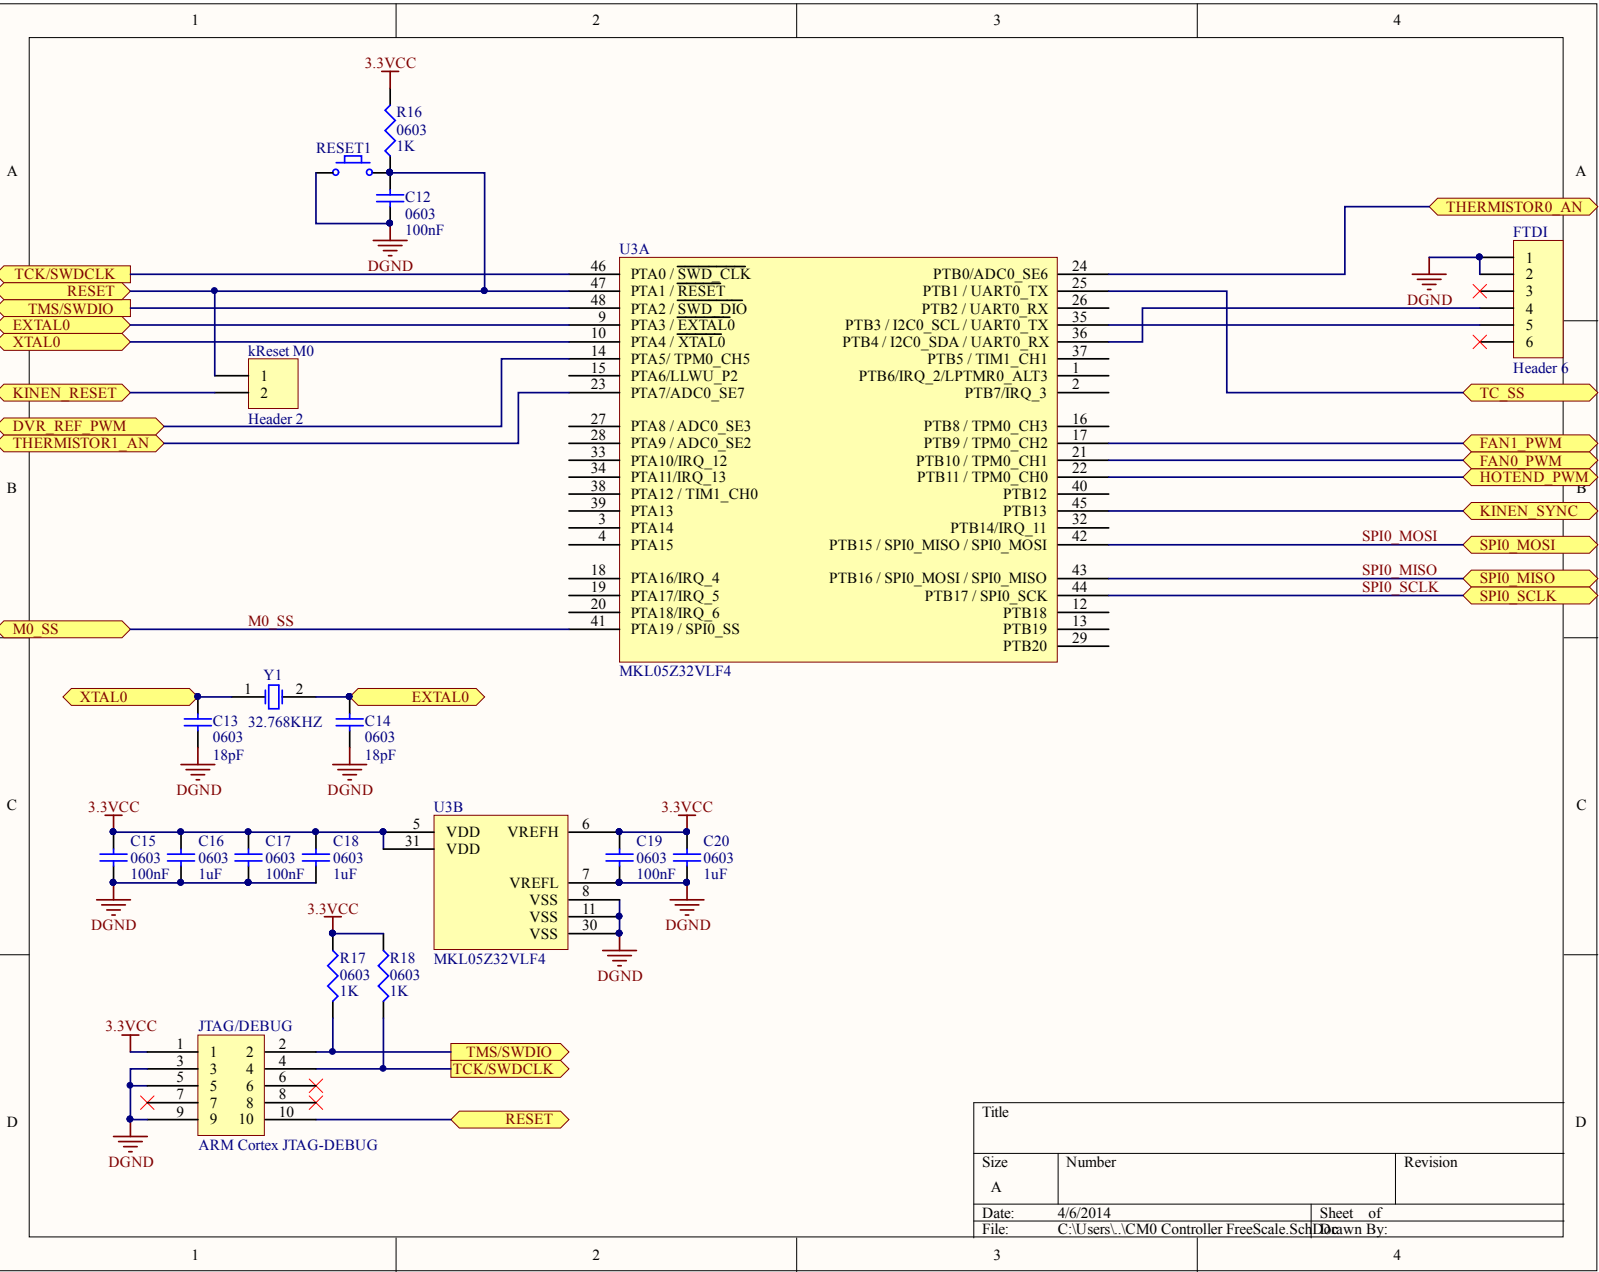 1 2 3 4
A
A
3.3VCC
R16
0603
1K
RESET1
C12
0603
100nF
DGND
TCK/SWDCLK
RESET
TMS/SWDIO
EXTAL0
XTAL0
KINEN_RESET
DVR_REF_PWM
THERMISTOR1_AN
kReset M0
1
2
Header 2
U3A
46 PTA0 / SWD_CLK
47 PTA1 / RESET
48 PTA2 / SWD_DIO
9 PTA3 / EXTAL0
10 PTA4 / XTAL0
14 PTA5/ TPM0_CH5
15 PTA6/LLWU_P2
23 PTA7/ADC0_SE7
27 PTA8 / ADC0_SE3
28 PTA9 / ADC0_SE2
33 PTA10/IRQ_12
34 PTA11/IRQ_13
38 PTA12 / TIM1_CH0
39 PTA13
3 PTA14
4 PTA15
18 PTA16/IRQ_4
19 PTA17/IRQ_5
20 PTA18/IRQ_6
41 PTA19 / SPI0_SS
PTB0/ADC0_SE6 24
PTB1 / UART0_TX 25
PTB2 / UART0_RX 26
PTB3 / I2C0_SCL / UART0_TX 35
PTB4 / I2C0_SDA / UART0_RX 36
PTB5 / TIM1_CH1 37
PTB6/IRQ_2/LPTMR0_ALT3 1
PTB7/IRQ_3 2
PTB8 / TPM0_CH3 16
PTB9 / TPM0_CH2 17
PTB10 / TPM0_CH1 21
PTB11 / TPM0_CH0 22
PTB12 40
PTB13 45
PTB14/IRQ_11 32
PTB15 / SPI0_MISO / SPI0_MOSI 42
PTB16 / SPI0_MOSI / SPI0_MISO 43
PTB17 / SPI0_SCK 44
PTB18 12
PTB19 13
PTB20 29
MKL05Z32VLF4
THERMISTOR0_AN
FTDI
1
2
3
4
5
6
Header 6
DGND
TC_SS
FAN1_PWM
FAN0_PWM
HOTEND_PWM
KINEN_SYNC
SPI0_MOSI SPI0_MOSI
SPI0_MISO SPI0_MISO
SPI0_SCLK SPI0_SCLK
B
B
M0_SS M0_SS
XTAL0
Y1
1 2
32.768KHZ
EXTAL0
C13
0603
18pF
DGND
C14
0603
18pF
DGND
C
C
3.3VCC
C15
0603
100nF
C16
0603
1uF
C17
0603
100nF
C18
0603
1uF
DGND
U3B
5 VDD
31 VDD
VREFH 6
VREFL 7
VSS 8
VSS 11
VSS 30
MKL05Z32VLF4
DGND
3.3VCC
C19
0603
100nF
C20
0603
1uF
DGND
3.3VCC
R17
0603
1K
R18
0603
1K
3.3VCC
JTAG/DEBUG
1 1 2 2
3 3 4 4
5 5 6 6
7 7 8 8
9 9 10 10
TMS/SWDIO
TCK/SWDCLK
RESET
DGND
ARM Cortex JTAG-DEBUG
D
D
Title
Size
A
Number
Revision
Date: 4/6/2014 Sheet of
File: C:\Users\..\CM0 Controller FreeScale.SchDoc Drawn By:
1 2 3 4